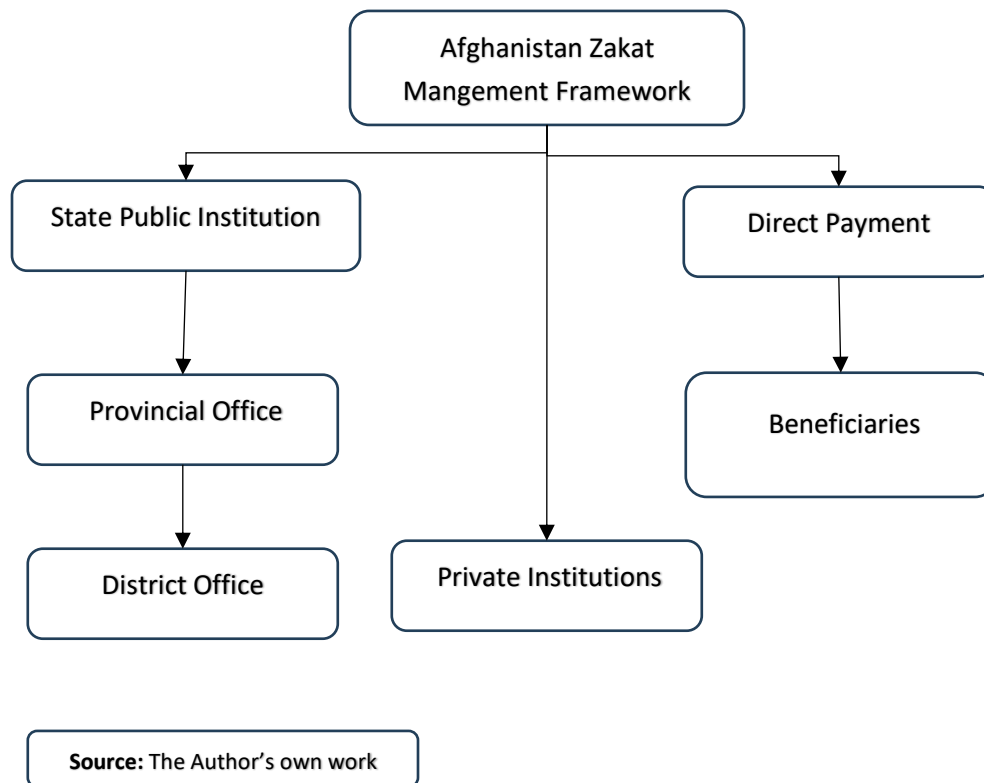 Afghanistan Zakat
Mangement Framework
State Public Institution
Direct Payment
Provincial Office
Beneficiaries
District Office
Private Institutions
Source: The Author's own work